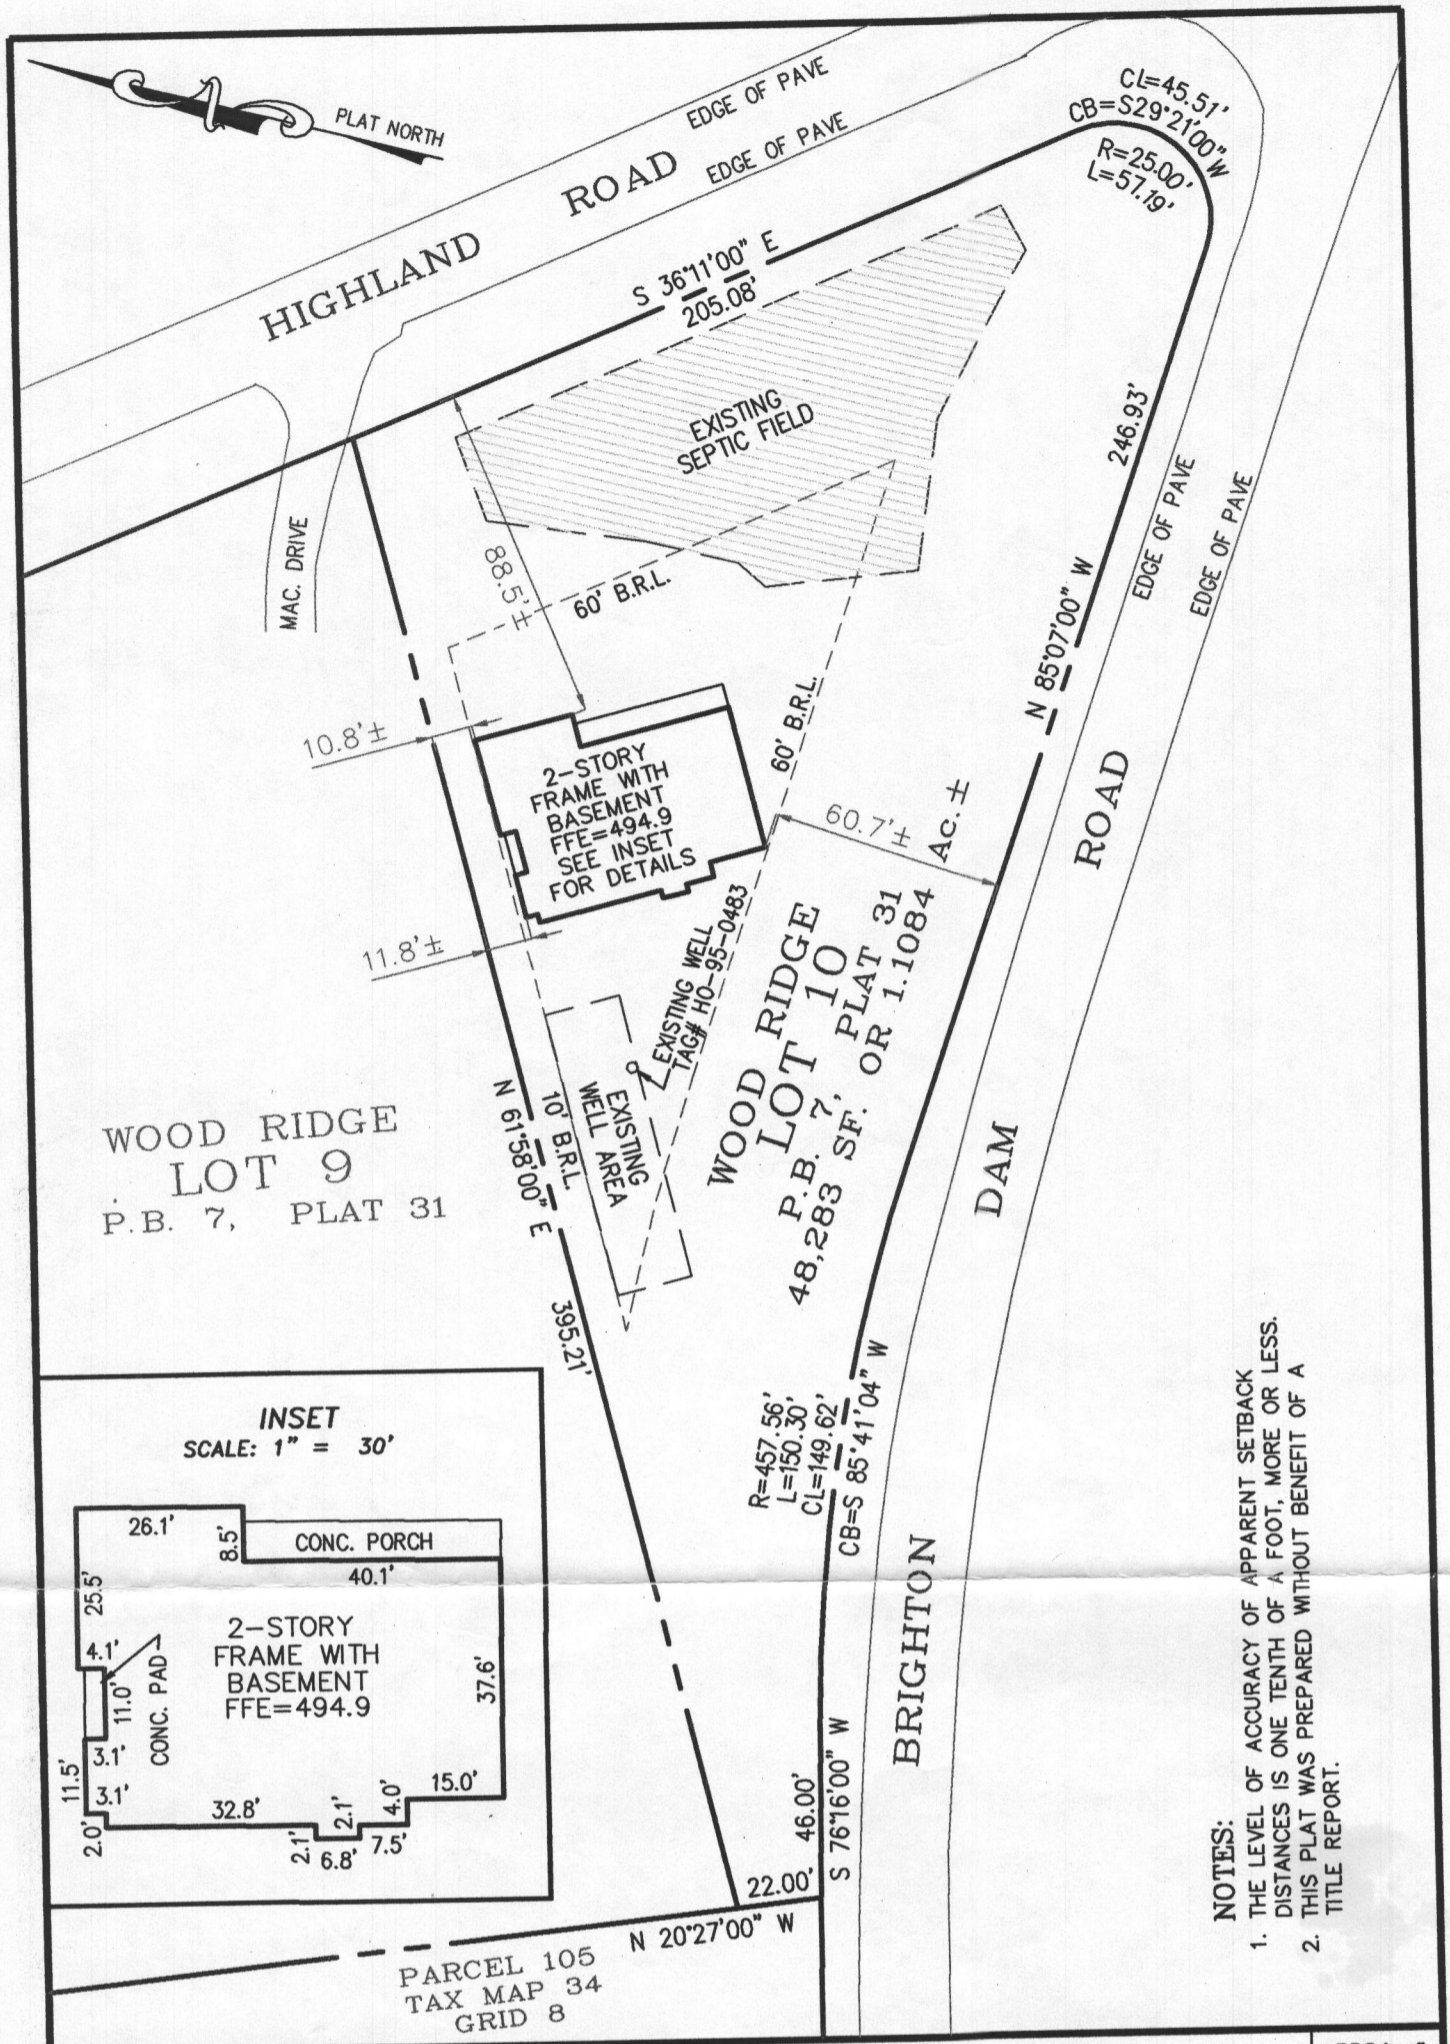 PLAT NORTH
EDGE OF PAVE
EDGE OF PAVE
HIGHLAND ROAD
CL=45.51'
CB=S29°21'00" W
R=25.00'
L=57.19'
S 36°11'00" E
205.08'
EXISTING
SEPTIC FIELD
246.93'
EDGE OF PAVE
EDGE OF PAVE
MAC. DRIVE
88.5'±
60' B.R.L.
N 85°07'00" W
60' B.R.L.
10.8'±
2-STORY
FRAME WITH
BASEMENT
FFE=494.9
SEE INSET
FOR DETAILS
60.7'±
11.8'±
EXISTING WELL
TAG# HO-95-0483
WOOD RIDGE
LOT 10
P.B. 7, PLAT 31
48,283 SF. OR 1.1084 Ac.±
BRIGHTON DAM ROAD
WOOD RIDGE
LOT 9
P.B. 7, PLAT 31
N 61°58'00" E
395.21'
10' B.R.L.
EXISTING
WELL AREA
R=457.56'
L=150.30'
CL=149.62'
CB=S 85°41'04" W
INSET
SCALE: 1" = 30'
26.1'
8.5'
CONC. PORCH
40.1'
25.5'
2-STORY
FRAME WITH
BASEMENT
FFE=494.9
4.1'
11.0'
CONC. PAD
37.6'
3.1'
11.5'
3.1'
2.0'
32.8'
2.1'
2.1'
6.8'
7.5'
4.0'
15.0'
46.00'
S 76°16'00" W
22.00'
N 20°27'00" W
PARCEL 105
TAX MAP 34
GRID 8
NOTES:
1. THE LEVEL OF ACCURACY OF APPARENT SETBACK
DISTANCES IS ONE TENTH OF A FOOT, MORE OR LESS.
2. THIS PLAT WAS PREPARED WITHOUT BENEFIT OF A
TITLE REPORT.